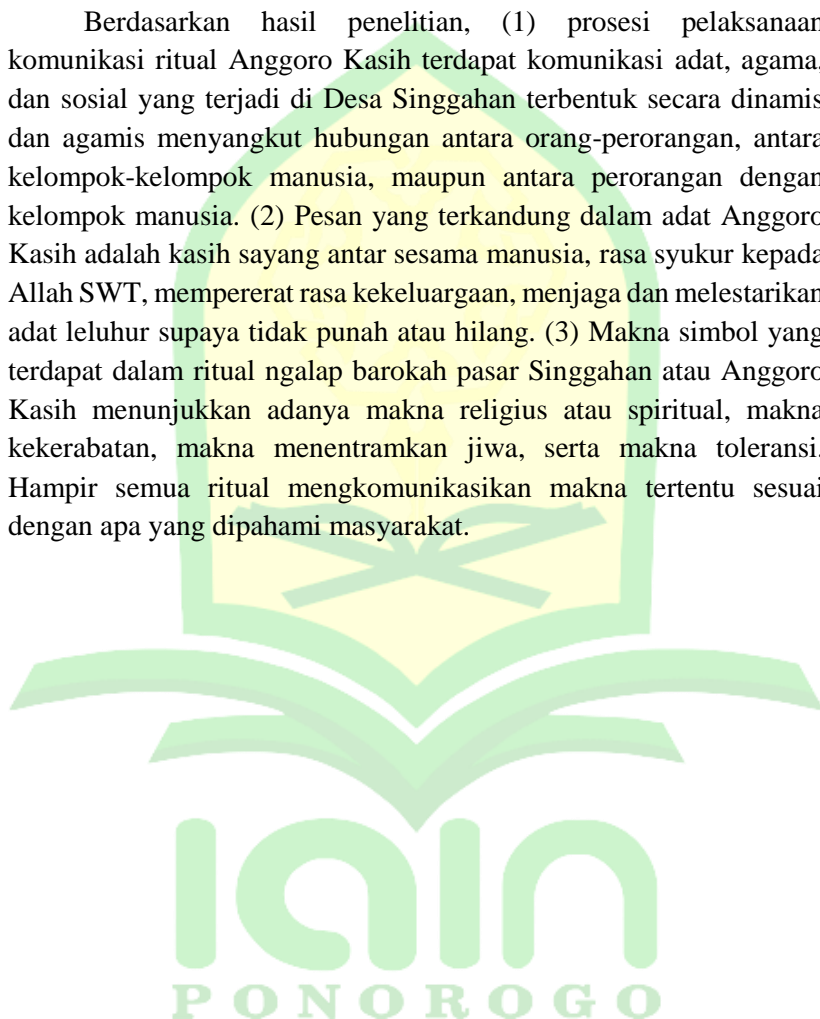 Berdasarkan hasil penelitian, (1) prosesi pelaksanaan
komunikasi ritual Anggoro Kasih terdapat komunikasi adat, agama,
dan sosial yang terjadi di Desa Singgahan terbentuk secara dinamis
dan agamis menyangkut hubungan antara orang-perorangan, antara
kelompok-kelompok manusia, maupun antara perorangan dengan
kelompok manusia. (2) Pesan yang terkandung dalam adat Anggoro
Kasih adalah kasih sayang antar sesama manusia, rasa syukur kepada
Allah SWT, mempererat rasa kekeluargaan, menjaga dan melestarikan
adat leluhur supaya tidak punah atau hilang. (3) Makna simbol yang
terdapat dalam ritual ngalap barokah pasar Singgahan atau Anggoro
Kasih menunjukkan adanya makna religius atau spiritual, makna
kekerabatan, makna menentramkan jiwa, serta makna toleransi.
Hampir semua ritual mengkomunikasikan makna tertentu sesuai
dengan apa yang dipahami masyarakat.
IAIN
PONOROGO